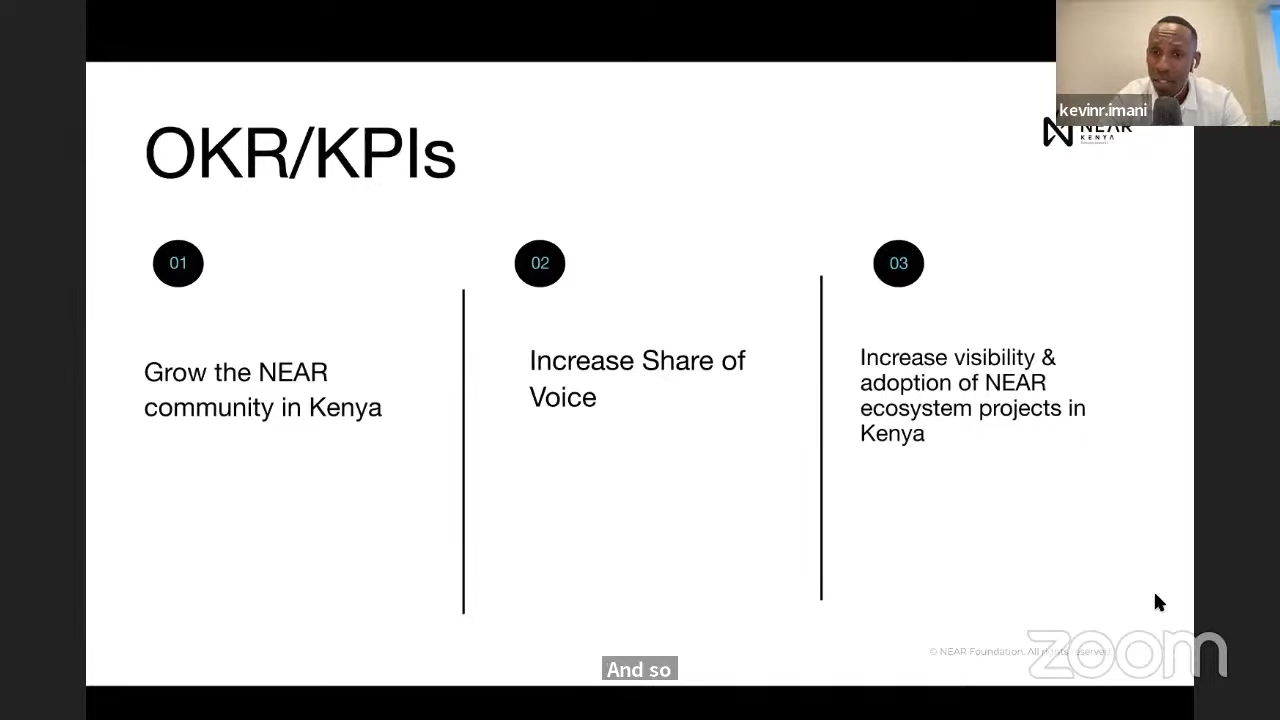 kevinr.imani
NEAR
KENYA
OKR/KPIs
01
02
03
Grow the NEAR
community in Kenya
Increase Share of
Voice
Increase visibility &
adoption of NEAR
ecosystem projects in
Kenya
© NEAR Foundation. All rights reserved
zoom
And so